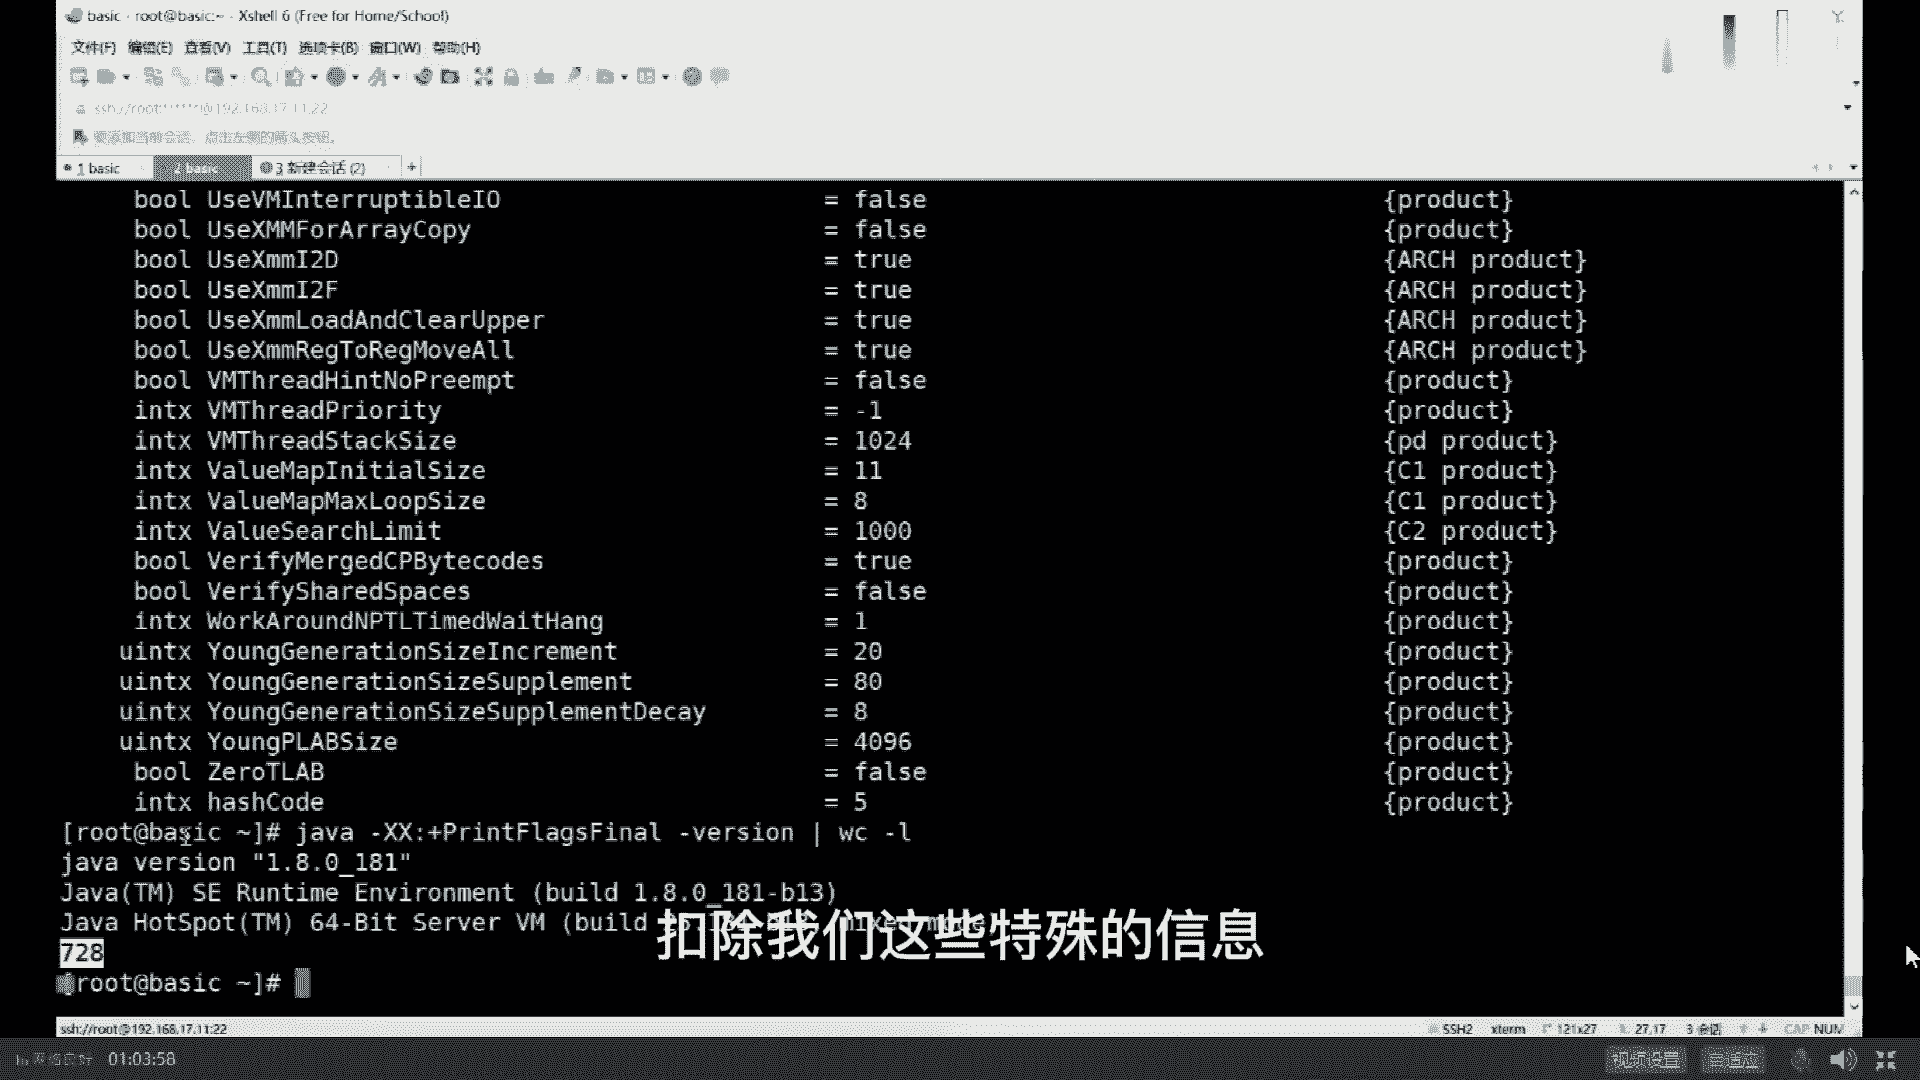 basic - root@basic:~ - Xshell 6 (Free for Home/School)
文件(F) 编辑(E) 查看(V) 工具(T) 选项卡(B) 窗口(W) 帮助(H)
ssh://root:*****@192.168.17.11:22
要添加当前会话，点击左侧的箭头按钮。
1 basic 2 basic 3 新建会话 (2) +
bool UseVMInterruptibleIO = false {product}
bool UseXMMForArrayCopy = false {product}
bool UseXmmI2D = true {ARCH product}
bool UseXmmI2F = true {ARCH product}
bool UseXmmLoadAndClearUpper = true {ARCH product}
bool UseXmmRegToRegMoveAll = true {ARCH product}
bool VMThreadHintNoPreempt = false {product}
intx VMThreadPriority = -1 {product}
intx VMThreadStackSize = 1024 {pd product}
intx ValueMapInitialSize = 11 {C1 product}
intx ValueMapMaxLoopSize = 8 {C1 product}
intx ValueSearchLimit = 1000 {C2 product}
bool VerifyMergedCPBytecodes = true {product}
bool VerifySharedSpaces = false {product}
intx WorkAroundNPTLTimedWaitHang = 1 {product}
uintx YoungGenerationSizeIncrement = 20 {product}
uintx YoungGenerationSizeSupplement = 80 {product}
uintx YoungGenerationSizeSupplementDecay = 8 {product}
uintx YoungPLABSize = 4096 {product}
bool ZeroTLAB = false {product}
intx hashCode = 5 {product}
[root@basic ~]# java -XX:+PrintFlagsFinal -version | wc -l
java version "1.8.0_181"
Java(TM) SE Runtime Environment (build 1.8.0_181-b13)
Java HotSpot(TM) 64-Bit Server VM (build mode)
扣除我们这些特殊的信息
728
[root@basic ~]#
ssh://root@192.168.17.11:22 SSH2 xterm 121x27 27,17 3 会话 CAP NUM
01:03:58 视频设置 自适应